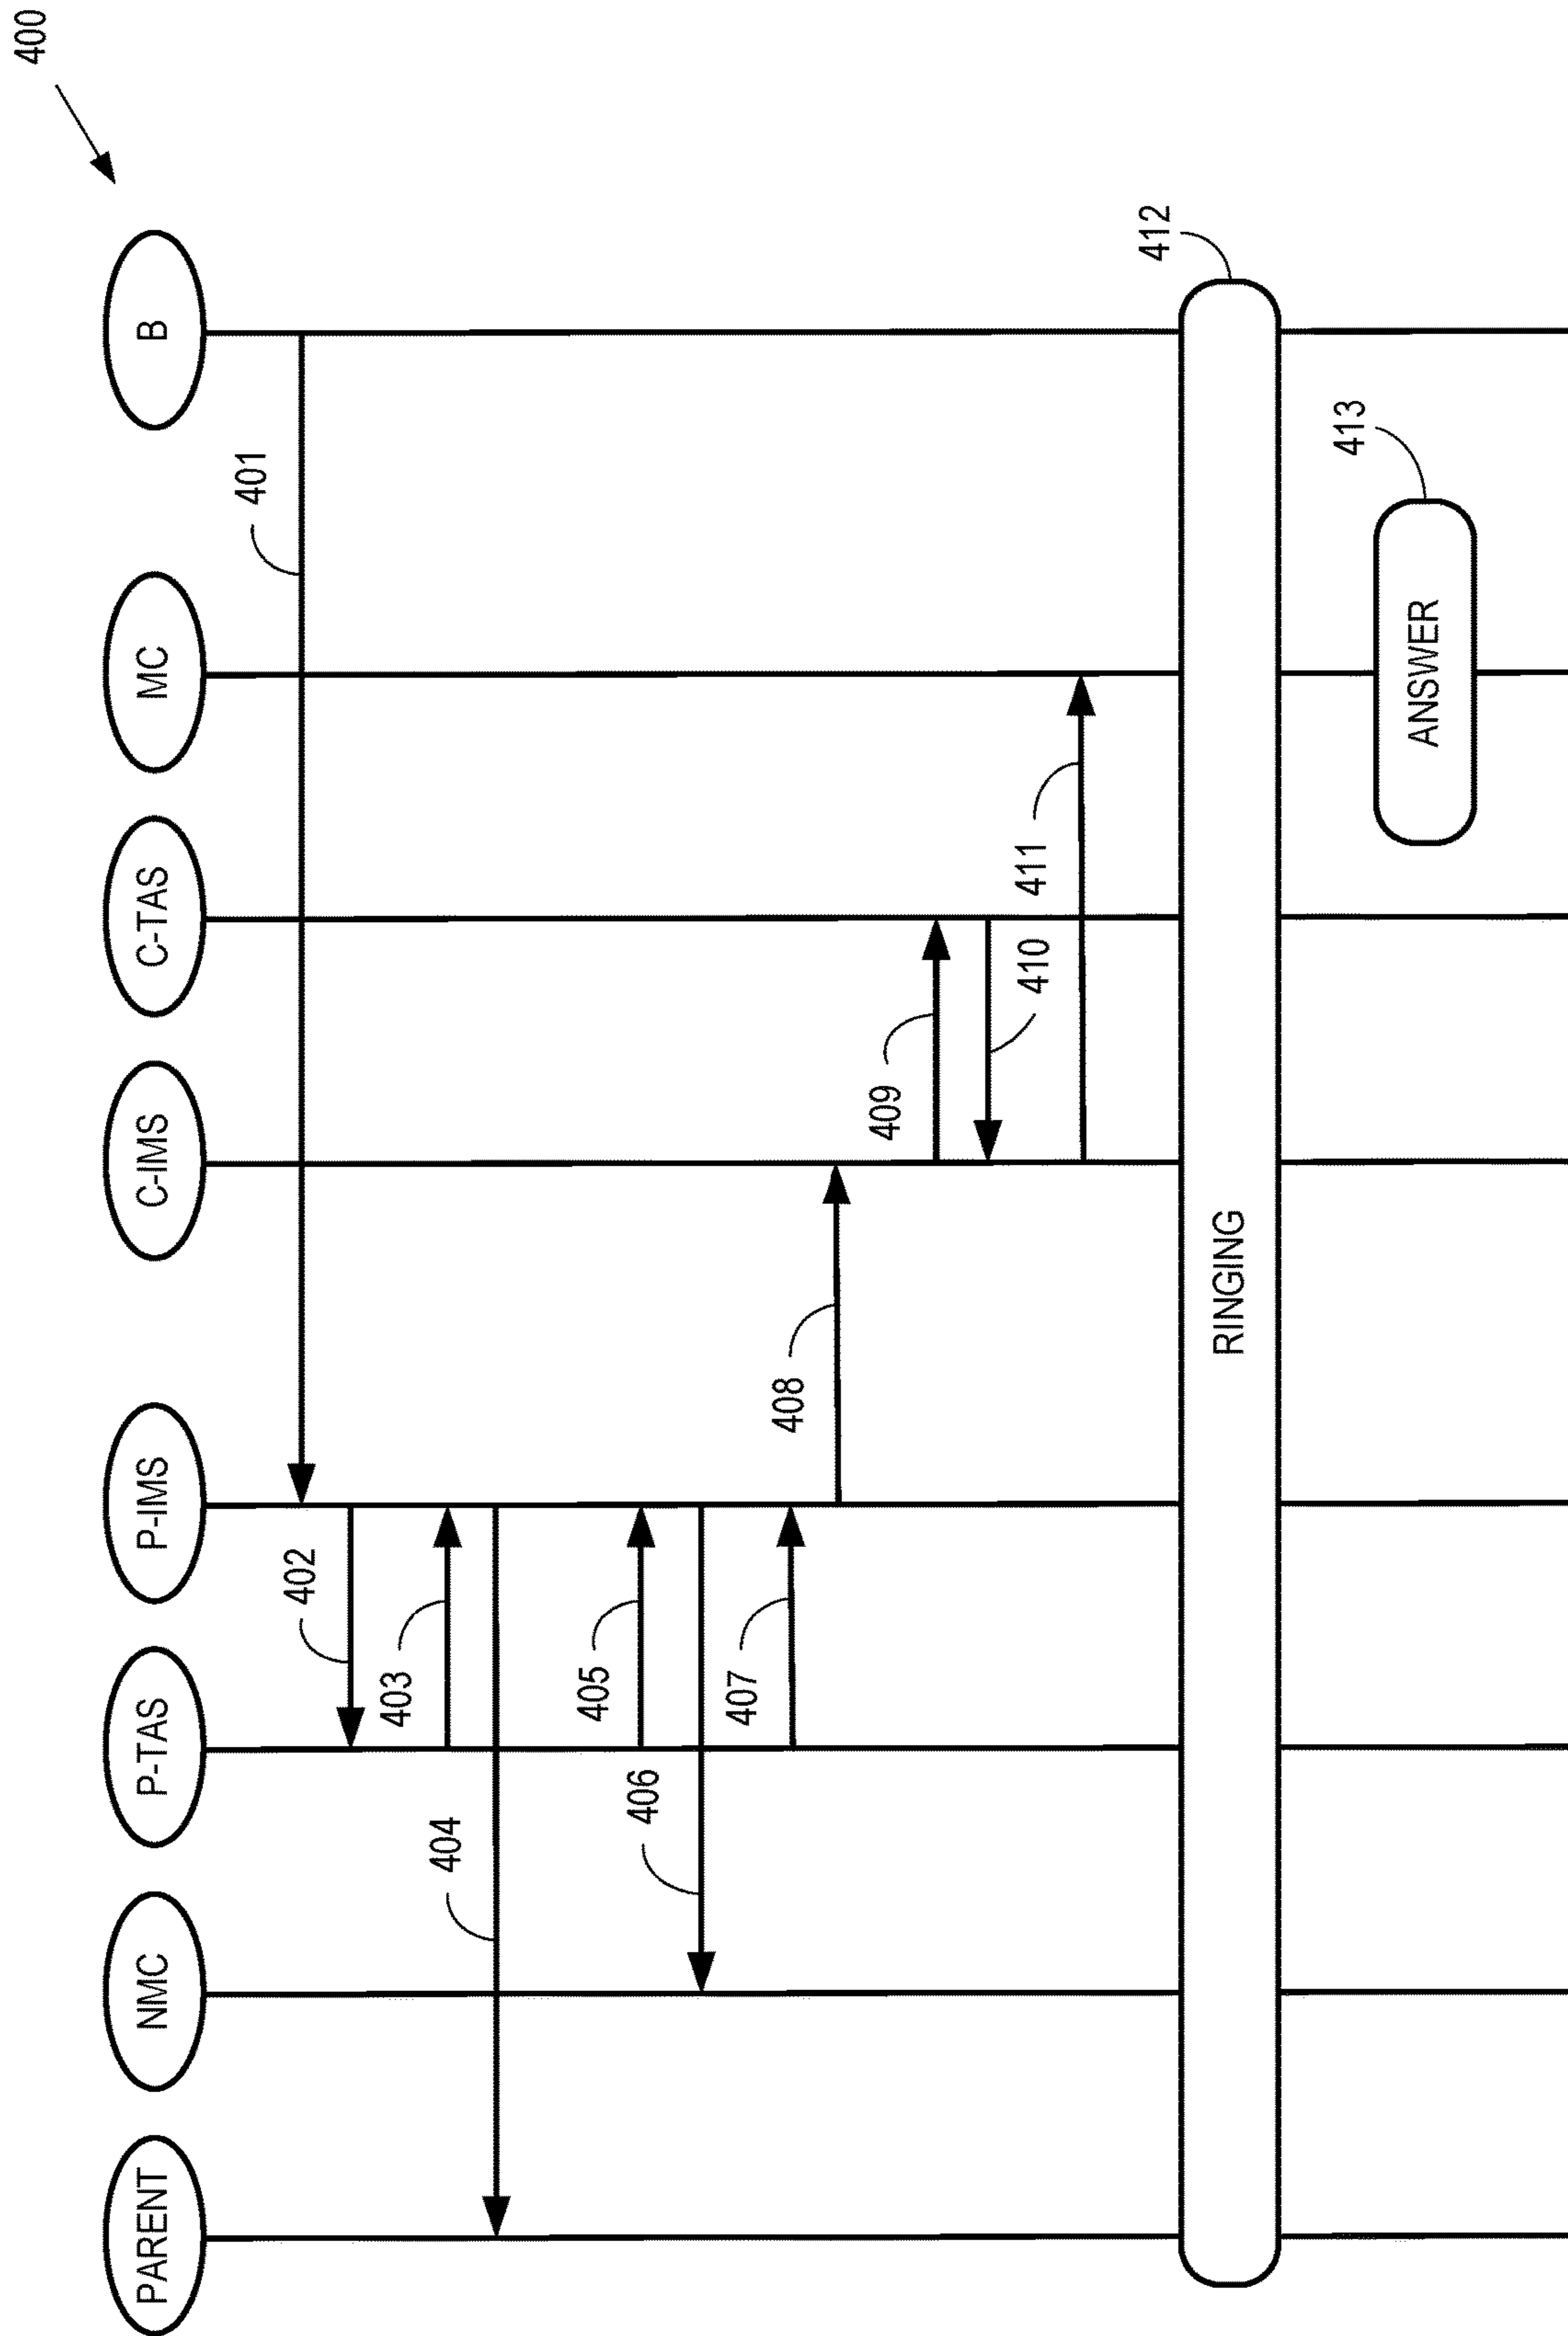 400
PARENT
NMC
P-TAS
P-IMS
C-IMS
C-TAS
MC
B
401
402
403
404
405
406
407
408
409
410
411
RINGING
412
ANSWER
413